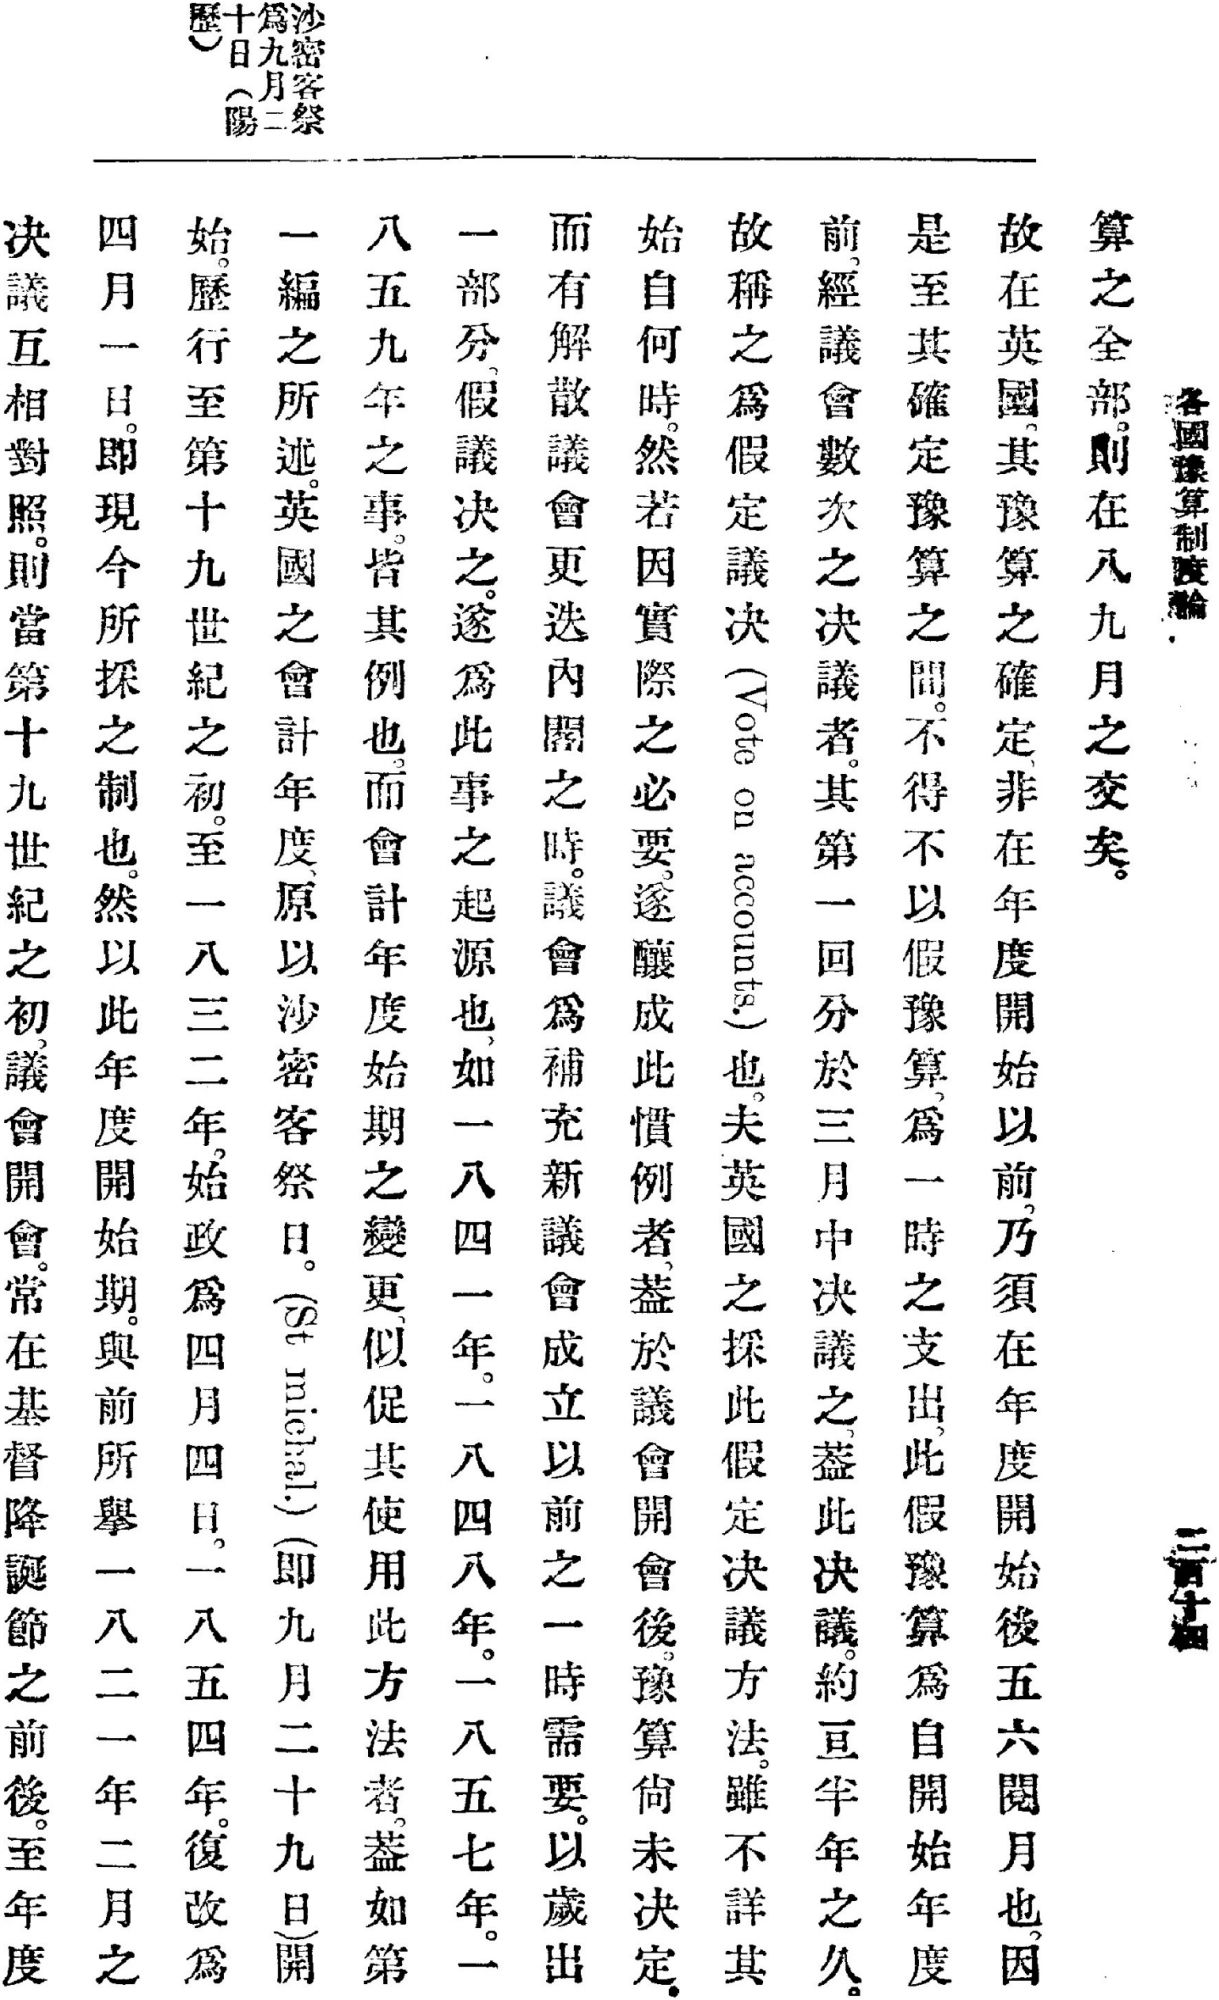 各國豫算制度論
二百十四
沙密客祭
爲九月二
十日（陽
歷）
算之全部。則在八九月之交矣。
故在英國。其豫算之確定、非在年度開始以前。乃須在年度開始後五六閱月也。因
是至其確定豫算之間。不得不以假豫算、爲一時之支出、此假豫算爲自開始年度
前。經議會數次之决議者。其第一回分於三月中决議之、蓋此决議。約亘半年之久。
故稱之爲假定議决（Vote on accounts.）也。夫英國之採此假定决議方法。雖不詳其
始自何時。然若因實際之必要。遂釀成此慣例者、蓋於議會開會後。豫算尙未决定.
而有解散議會更迭內閣之時。議會爲補充新議會成立以前之一時需要。以歲出
一部分、假議决之。遂爲此事之起源也、如一八四一年。一八四八年。一八五七年。一
八五九年之事。皆其例也。而會計年度始期之變更、似促其使用此方法者。蓋如第
一編之所述。英國之會計年度、原以沙密客祭日。（St michal.）（即九月二十九日）開
始。歷行至第十九世紀之初。至一八三二年。始政爲四月四日。一八五四年。復改爲
四月一日。即現今所採之制也。然以此年度開始期。與前所擧一八二一年二月之
决議互相對照。則當第十九世紀之初、議會開會。常在基督降誕節之前後。至年度